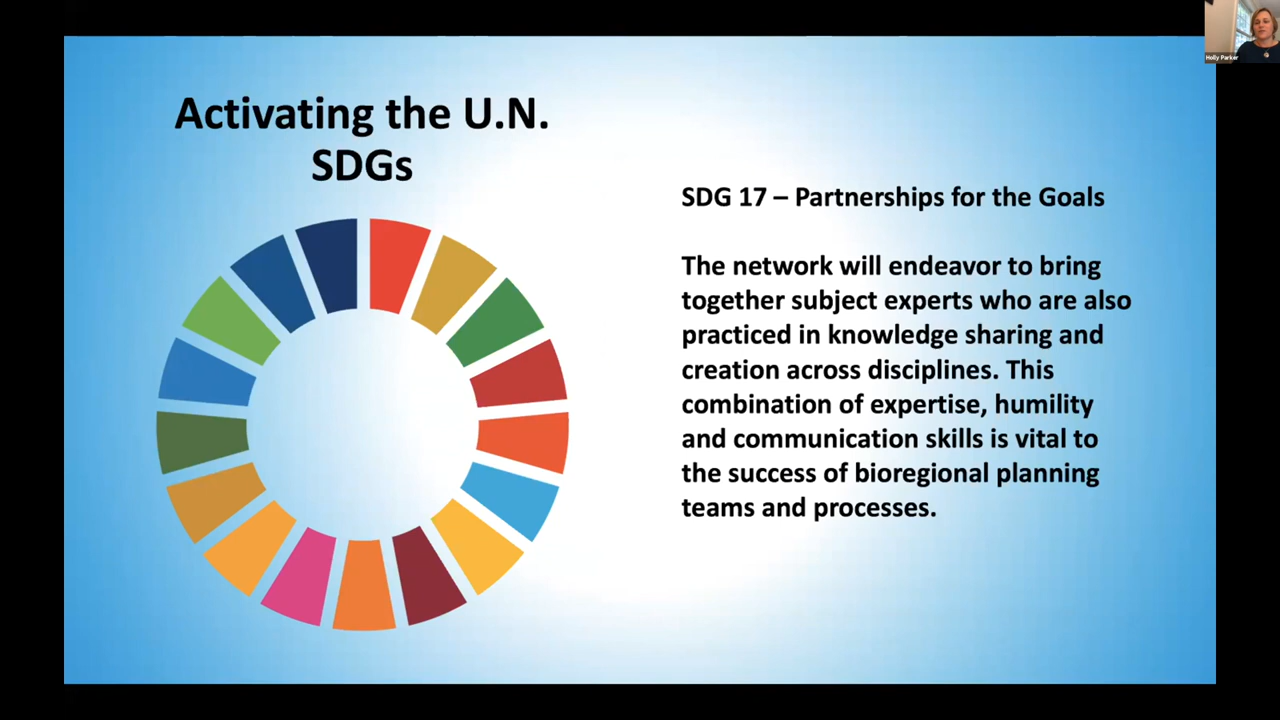 Holly Parker
Activating the U.N.
SDGs
SDG 17 – Partnerships for the Goals
The network will endeavor to bring
together subject experts who are also
practiced in knowledge sharing and
creation across disciplines. This
combination of expertise, humility
and communication skills is vital to
the success of bioregional planning
teams and processes.